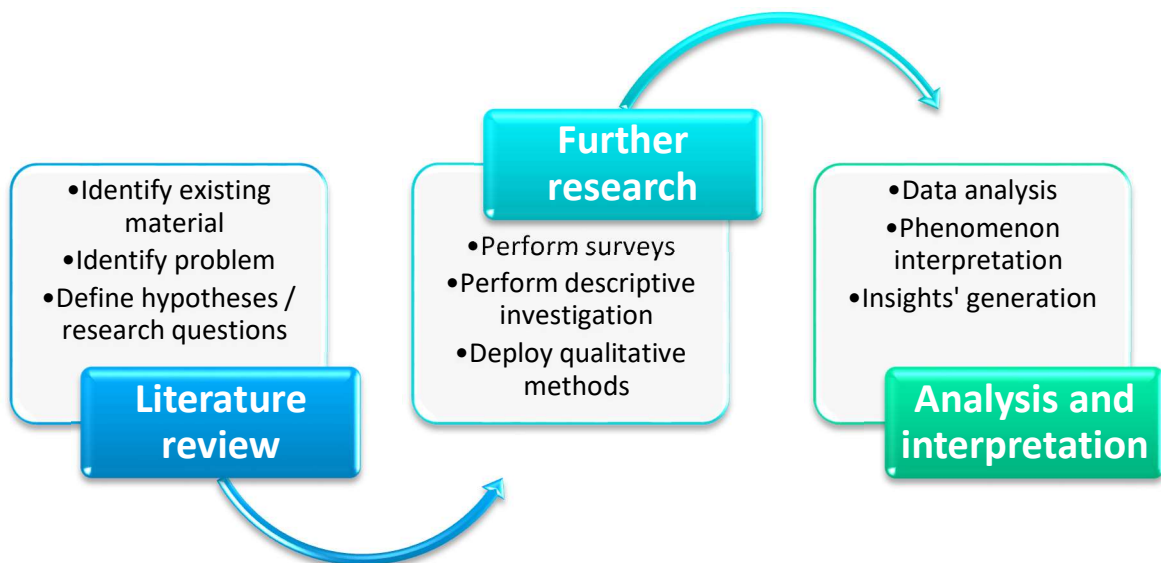 •Identify existing
material
•Identify problem
•Define hypotheses /
research questions
Literature
review
Further
research
•Perform surveys
•Perform descriptive
investigation
•Deploy qualitative
methods
•Data analysis
•Phenomenon
interpretation
•Insights' generation
Analysis and
interpretation